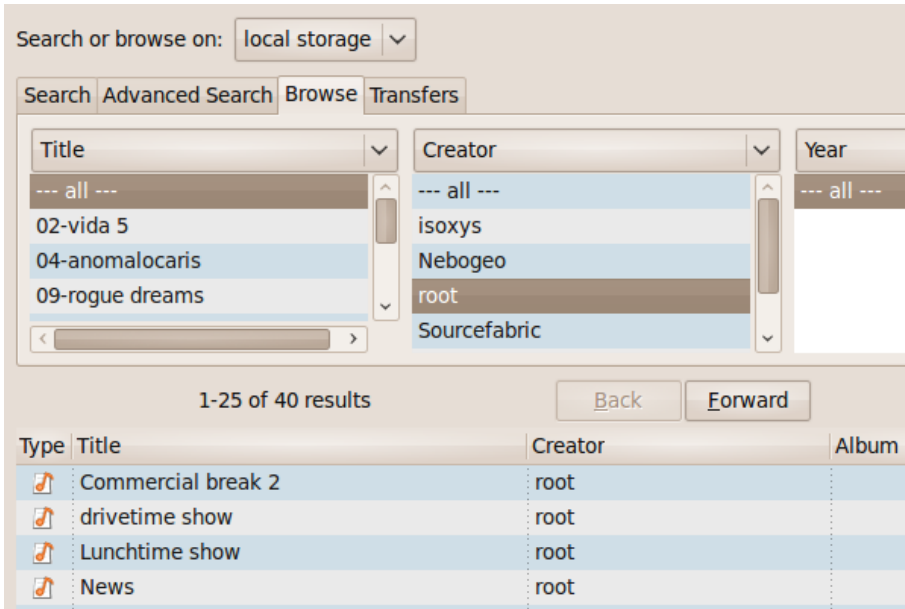 Search or browse on: local storage
Search Advanced Search Browse Transfers
Title Creator Year
--- all --- --- all --- --- all ---
02-vida 5 isoxys
04-anomalocaris Nebogeo
09-rogue dreams root
Sourcefabric
1-25 of 40 results Back Forward
Type Title Creator Album
Commercial break 2 root
drivetime show root
Lunchtime show root
News root